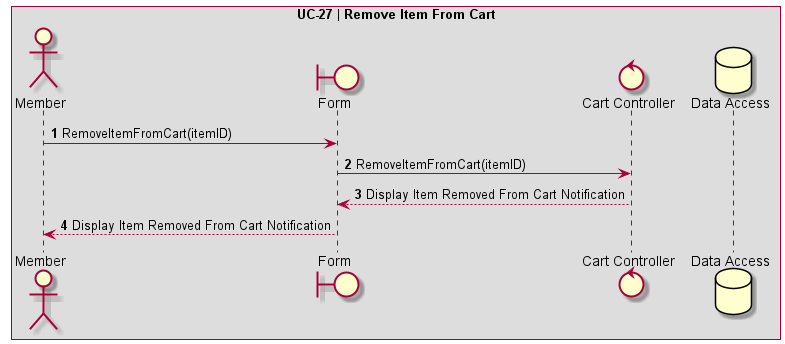 UC-27 | Remove Item From Cart
Member
Form
Cart Controller
Data Access
1 RemoveItemFromCart(itemID)
2 RemoveItemFromCart(itemID)
3 Display Item Removed From Cart Notification
4 Display Item Removed From Cart Notification
Member
Form
Cart Controller
Data Access